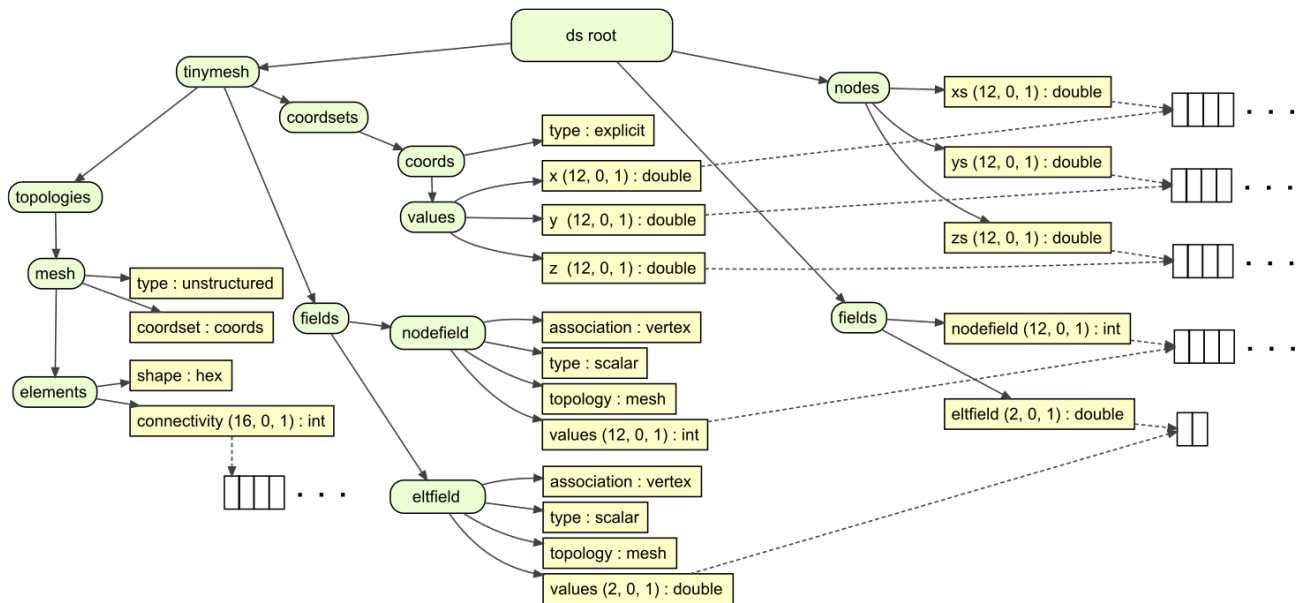 ds root
tinymesh
coordsets
coords
type : explicit
values
x (12, 0, 1) : double
y  (12, 0, 1) : double
z  (12, 0, 1) : double
topologies
mesh
type : unstructured
coordset : coords
elements
shape : hex
connectivity (16, 0, 1) : int
. . .
fields
nodefield
association : vertex
type : scalar
topology : mesh
values (12, 0, 1) : int
eltfield
association : vertex
type : scalar
topology : mesh
values (2, 0, 1) : double
nodes
xs (12, 0, 1) : double
. . .
ys (12, 0, 1) : double
. . .
zs (12, 0, 1) : double
. . .
fields
nodefield (12, 0, 1) : int
. . .
eltfield (2, 0, 1) : double